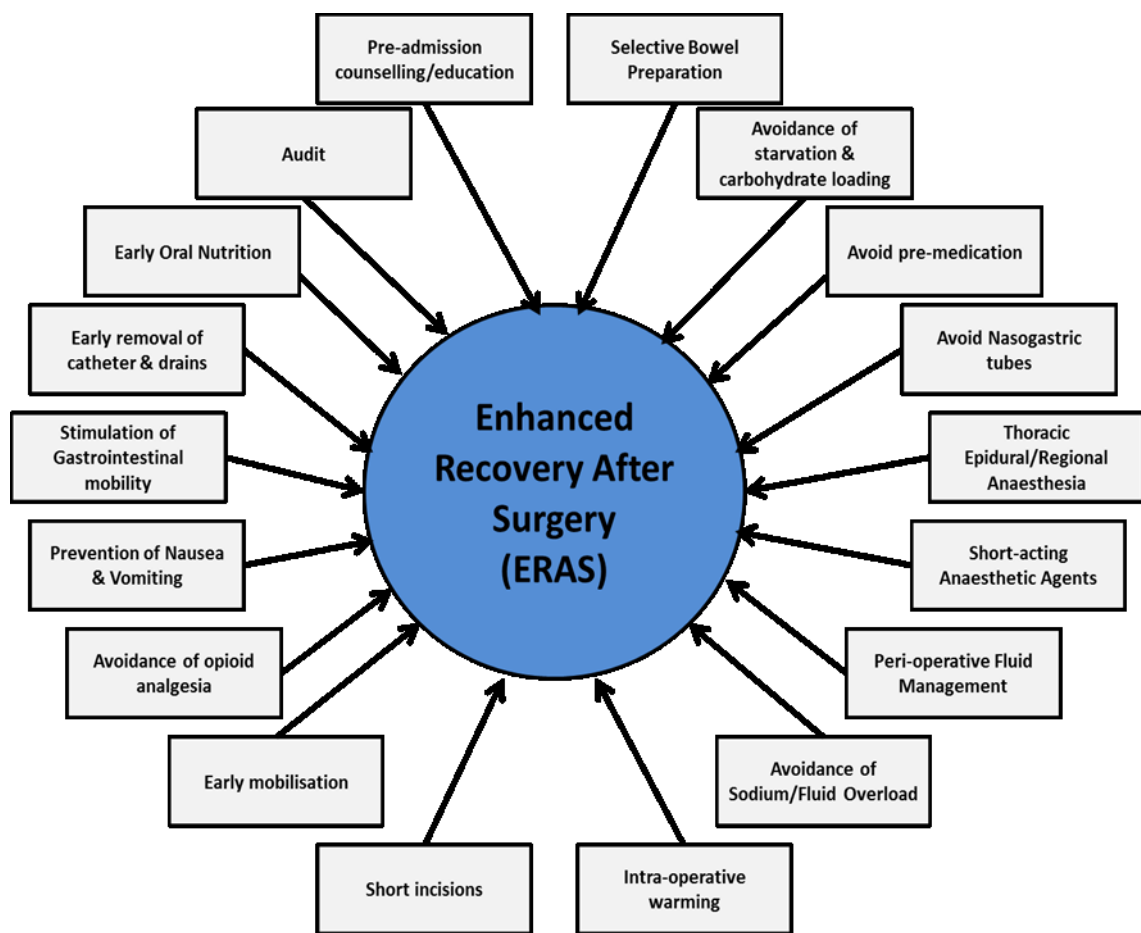 Pre-admission
counselling/education
Selective Bowel
Preparation
Audit
Avoidance of
starvation &
carbohydrate loading
Early Oral Nutrition
Avoid pre-medication
Early removal of
catheter & drains
Avoid Nasogastric
tubes
Enhanced
Recovery After
Surgery
(ERAS)
Stimulation of
Gastrointestinal
mobility
Thoracic
Epidural/Regional
Anaesthesia
Prevention of Nausea
& Vomiting
Short-acting
Anaesthetic Agents
Avoidance of opioid
analgesia
Peri-operative Fluid
Management
Early mobilisation
Avoidance of
Sodium/Fluid Overload
Short incisions
Intra-operative
warming